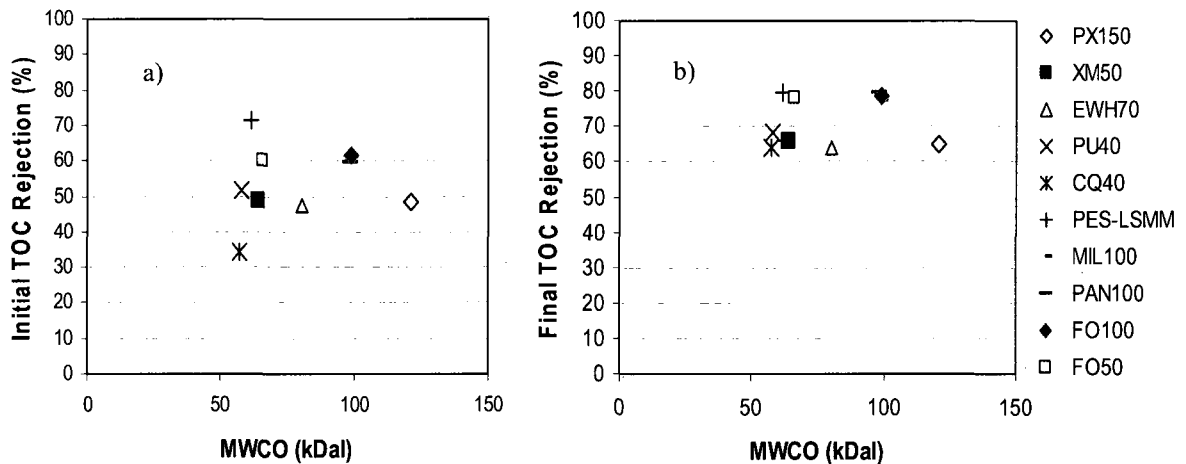 a)
Initial TOC Rejection (%)
100
90
80
70
60
50
40
30
20
10
0
0 50 100 150
MWCO (kDal)
b)
Final TOC Rejection (%)
100
90
80
70
60
50
40
30
20
10
0
0 50 100 150
MWCO (kDal)
PX150
XM50
EWH70
PU40
CQ40
PES-LSMM
MIL100
PAN100
FO100
FO50